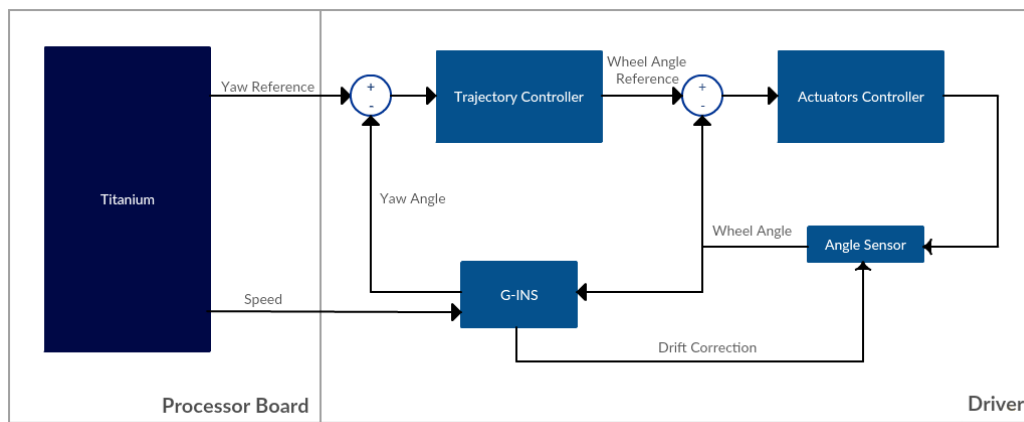 Yaw Reference
+
-
Trajectory Controller
Wheel Angle
Reference
+
-
Actuators Controller
Titanium
Yaw Angle
Wheel Angle
Angle Sensor
Speed
G-INS
Drift Correction
Processor Board
Driver